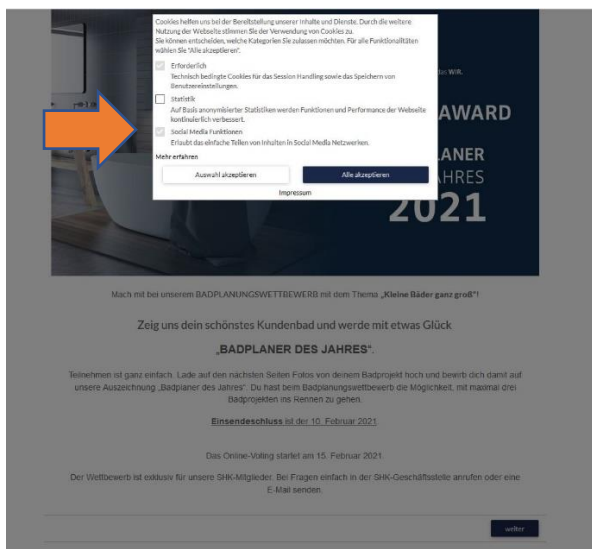 Cookies helfen uns bei der Bereitstellung unserer Inhalte und Dienste. Durch die weitere
Nutzung der Webseite stimmen Sie der Verwendung von Cookies zu.
Sie können entscheiden, welche Kategorien Sie zulassen möchten. Für alle Funktionalitäten
wählen Sie "Alle akzeptieren".
Erforderlich
Technisch bedingte Cookies für das Session Handling sowie das Speichern von
Benutzereinstellungen.
Statistik
Auf Basis anonymisierter Statistiken werden Funktionen und Performance der Webseite
kontinuierlich verbessert.
Social Media Funktionen
Erlaubt das einfache Teilen von Inhalten in Social Media Netzwerken.
Mehr erfahren
Auswahl akzeptieren
Alle akzeptieren
Impressum
WIR.
AWARD
LANER
HRES
2021
Mach mit bei unserem BADPLANUNGSWETTBEWERB mit dem Thema „Kleine Bäder ganz groß"!
Zeig uns dein schönstes Kundenbad und werde mit etwas Glück
„BADPLANER DES JAHRES".
Teilnehmen ist ganz einfach. Lade auf den nächsten Seiten Fotos von deinem Badprojekt hoch und bewirb dich damit auf
unsere Auszeichnung „Badplaner des Jahres". Du hast beim Badplanungswettbewerb die Möglichkeit, mit maximal drei
Badprojekten ins Rennen zu gehen.
Einsendeschluss ist der 10. Februar 2021.
Das Online-Voting startet am 15. Februar 2021.
Der Wettbewerb ist exklusiv für unsere SHK-Mitglieder. Bei Fragen einfach in der SHK-Geschäftsstelle anrufen oder eine
E-Mail senden.
weiter